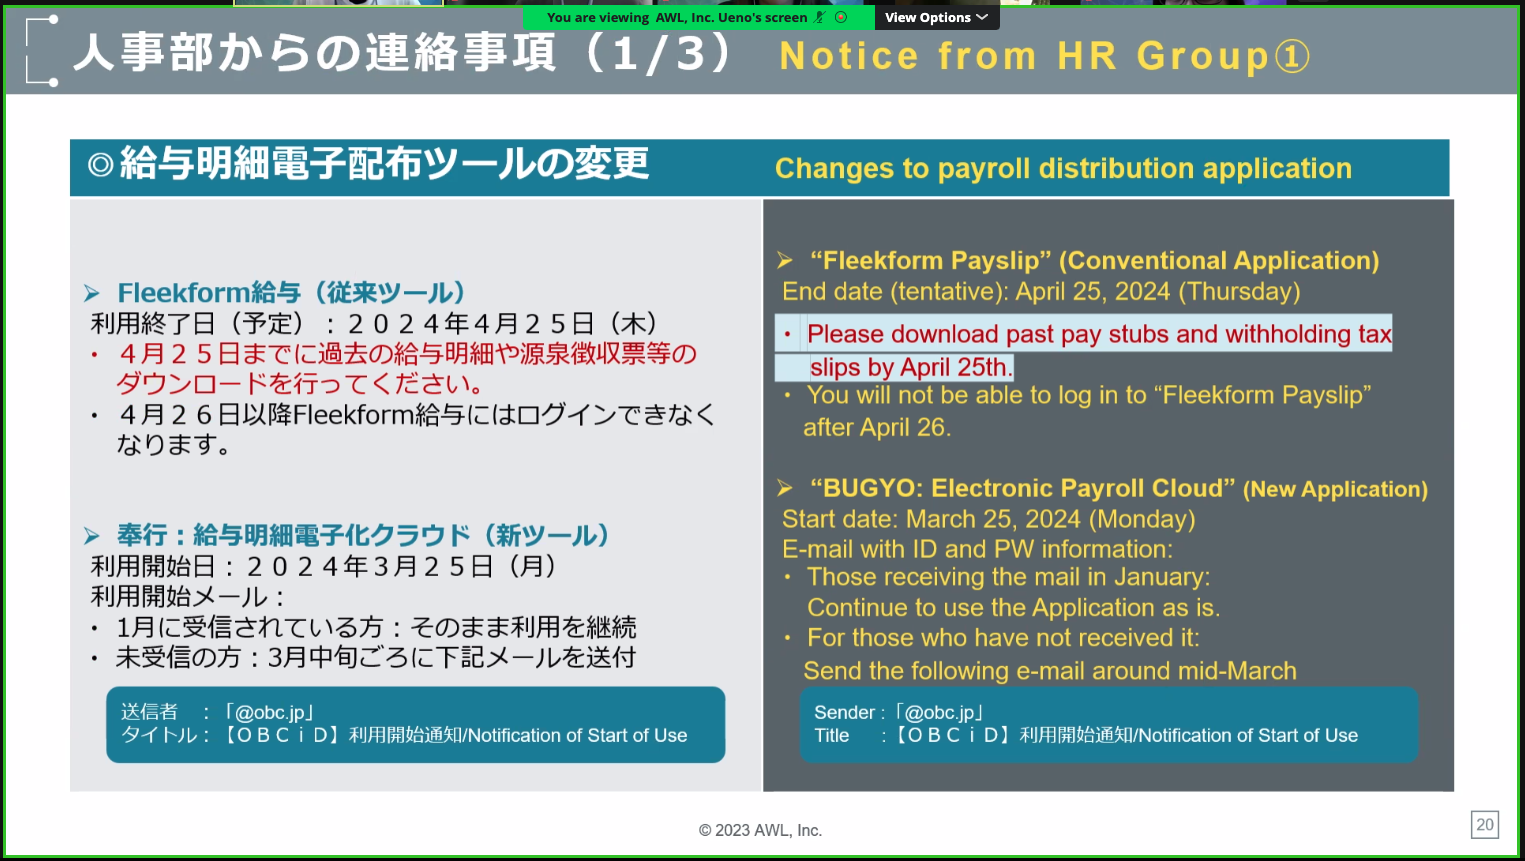 You are viewing AWL, Inc. Ueno's screen
View Options
人事部からの連絡事項（1/3） Notice from HR Group①
◎給与明細電子配布ツールの変更
Changes to payroll distribution application
➢ Fleekform給与（従来ツール）
利用終了日（予定）：２０２４年４月２５日（木）
・４月２５日までに過去の給与明細や源泉徴収票等の
ダウンロードを行ってください。
・４月２６日以降Fleekform給与にはログインできなく
なります。
➢ 奉行：給与明細電子化クラウド（新ツール）
利用開始日：２０２４年３月２５日（月）
利用開始メール：
・1月に受信されている方：そのまま利用を継続
・未受信の方：3月中旬ごろに下記メールを送付
送信者 ：「@obc.jp」
タイトル：【ＯＢＣｉＤ】利用開始通知/Notification of Start of Use
➢ “Fleekform Payslip” (Conventional Application)
End date (tentative): April 25, 2024 (Thursday)
・ Please download past pay stubs and withholding tax
slips by April 25th.
・ You will not be able to log in to “Fleekform Payslip”
after April 26.
➢ “BUGYO: Electronic Payroll Cloud” (New Application)
Start date: March 25, 2024 (Monday)
E-mail with ID and PW information:
・ Those receiving the mail in January:
Continue to use the Application as is.
・ For those who have not received it:
Send the following e-mail around mid-March
Sender :「@obc.jp」
Title :【ＯＢＣｉＤ】利用開始通知/Notification of Start of Use
© 2023 AWL, Inc.
20